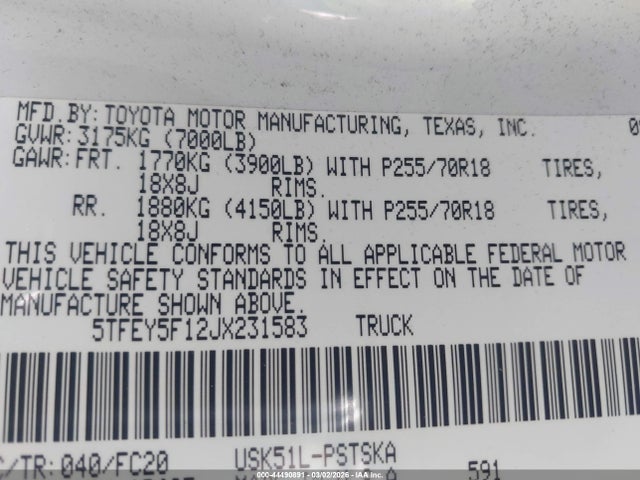 MFD.BY: TOYOTA MOTOR MANUFACTURING, TEXAS, INC.
GVWR: 3175KG (7000LB)
GAWR: FRT. 1770KG (3900LB) WITH P255/70R18 TIRES,
18X8J RIMS.
RR. 1880KG (4150LB) WITH P255/70R18 TIRES,
18X8J RIMS.
THIS VEHICLE CONFORMS TO ALL APPLICABLE FEDERAL MOTOR
VEHICLE SAFETY STANDARDS IN EFFECT ON THE DATE OF
MANUFACTURE SHOWN ABOVE.
5TFEY5F12JX231583 TRUCK
C/TR: 040/FC20 USK51L-PSTSKA
591
© COPART 000-44490891 - 03/02/2026 - IAA Inc.